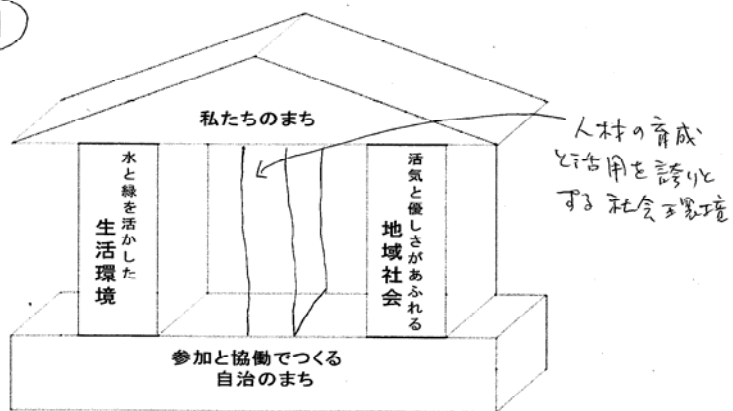 私たちのまち
水と緑を活かした
生活環境
活気と優しさがあふれる
地域社会
人材の育成
と活用を誇りと
する社会環境
参加と協働でつくる
自治のまち